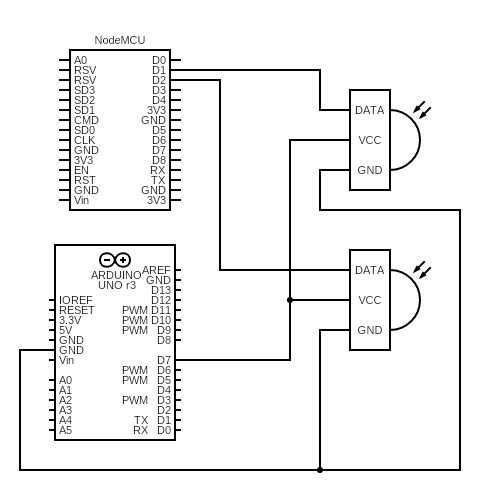 NodeMCU
A0 D0
RSV D1
RSV D2
SD3 D3
SD2 D4
SD1 3V3
CMD GND
SD0 D5
CLK D6
GND D7
3V3 D8
EN RX
RST TX
GND GND
Vin 3V3
DATA
VCC
GND
ARDUINO
UNO r3
AREF
GND
D13
IOREF D12
RESET PWM D11
3.3V PWM D10
5V PWM D9
GND D8
GND
Vin D7
PWM D6
A0 PWM D5
A1 D4
A2 PWM D3
A3 D2
A4 TX D1
A5 RX D0
DATA
VCC
GND